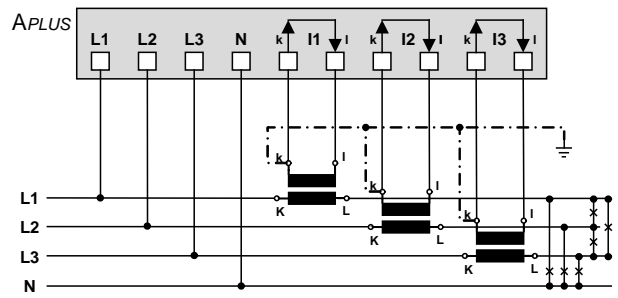 APLUS
L1 L2 L3 N k I1 l k I2 l k I3 l
k l
L1 K L k l
L2 K L k l
L3 K L
N